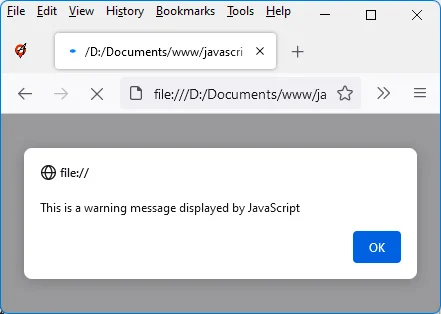 File Edit View History Bookmarks Tools Help
/D:/Documents/www/javascri
file:///D:/Documents/www/ja
file://
This is a warning message displayed by JavaScript
OK